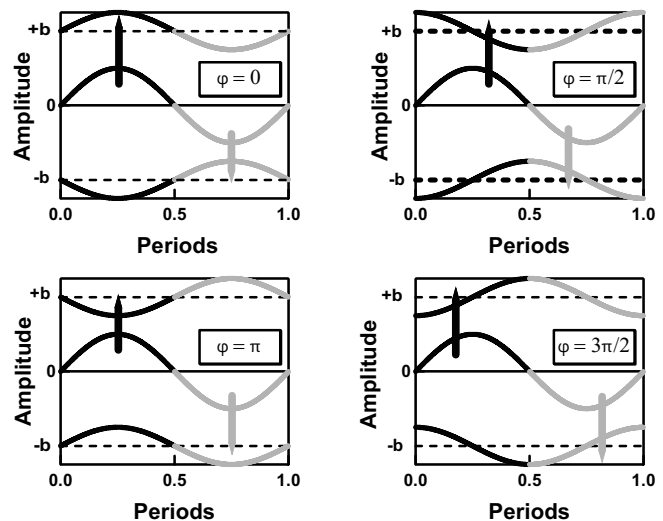 +b
0
-b
Amplitude
φ = 0
0.0
0.5
1.0
Periods
+b
0
-b
Amplitude
φ = π/2
0.0
0.5
1.0
Periods
+b
0
-b
Amplitude
φ = π
0.0
0.5
1.0
Periods
+b
0
-b
Amplitude
φ = 3π/2
0.0
0.5
1.0
Periods